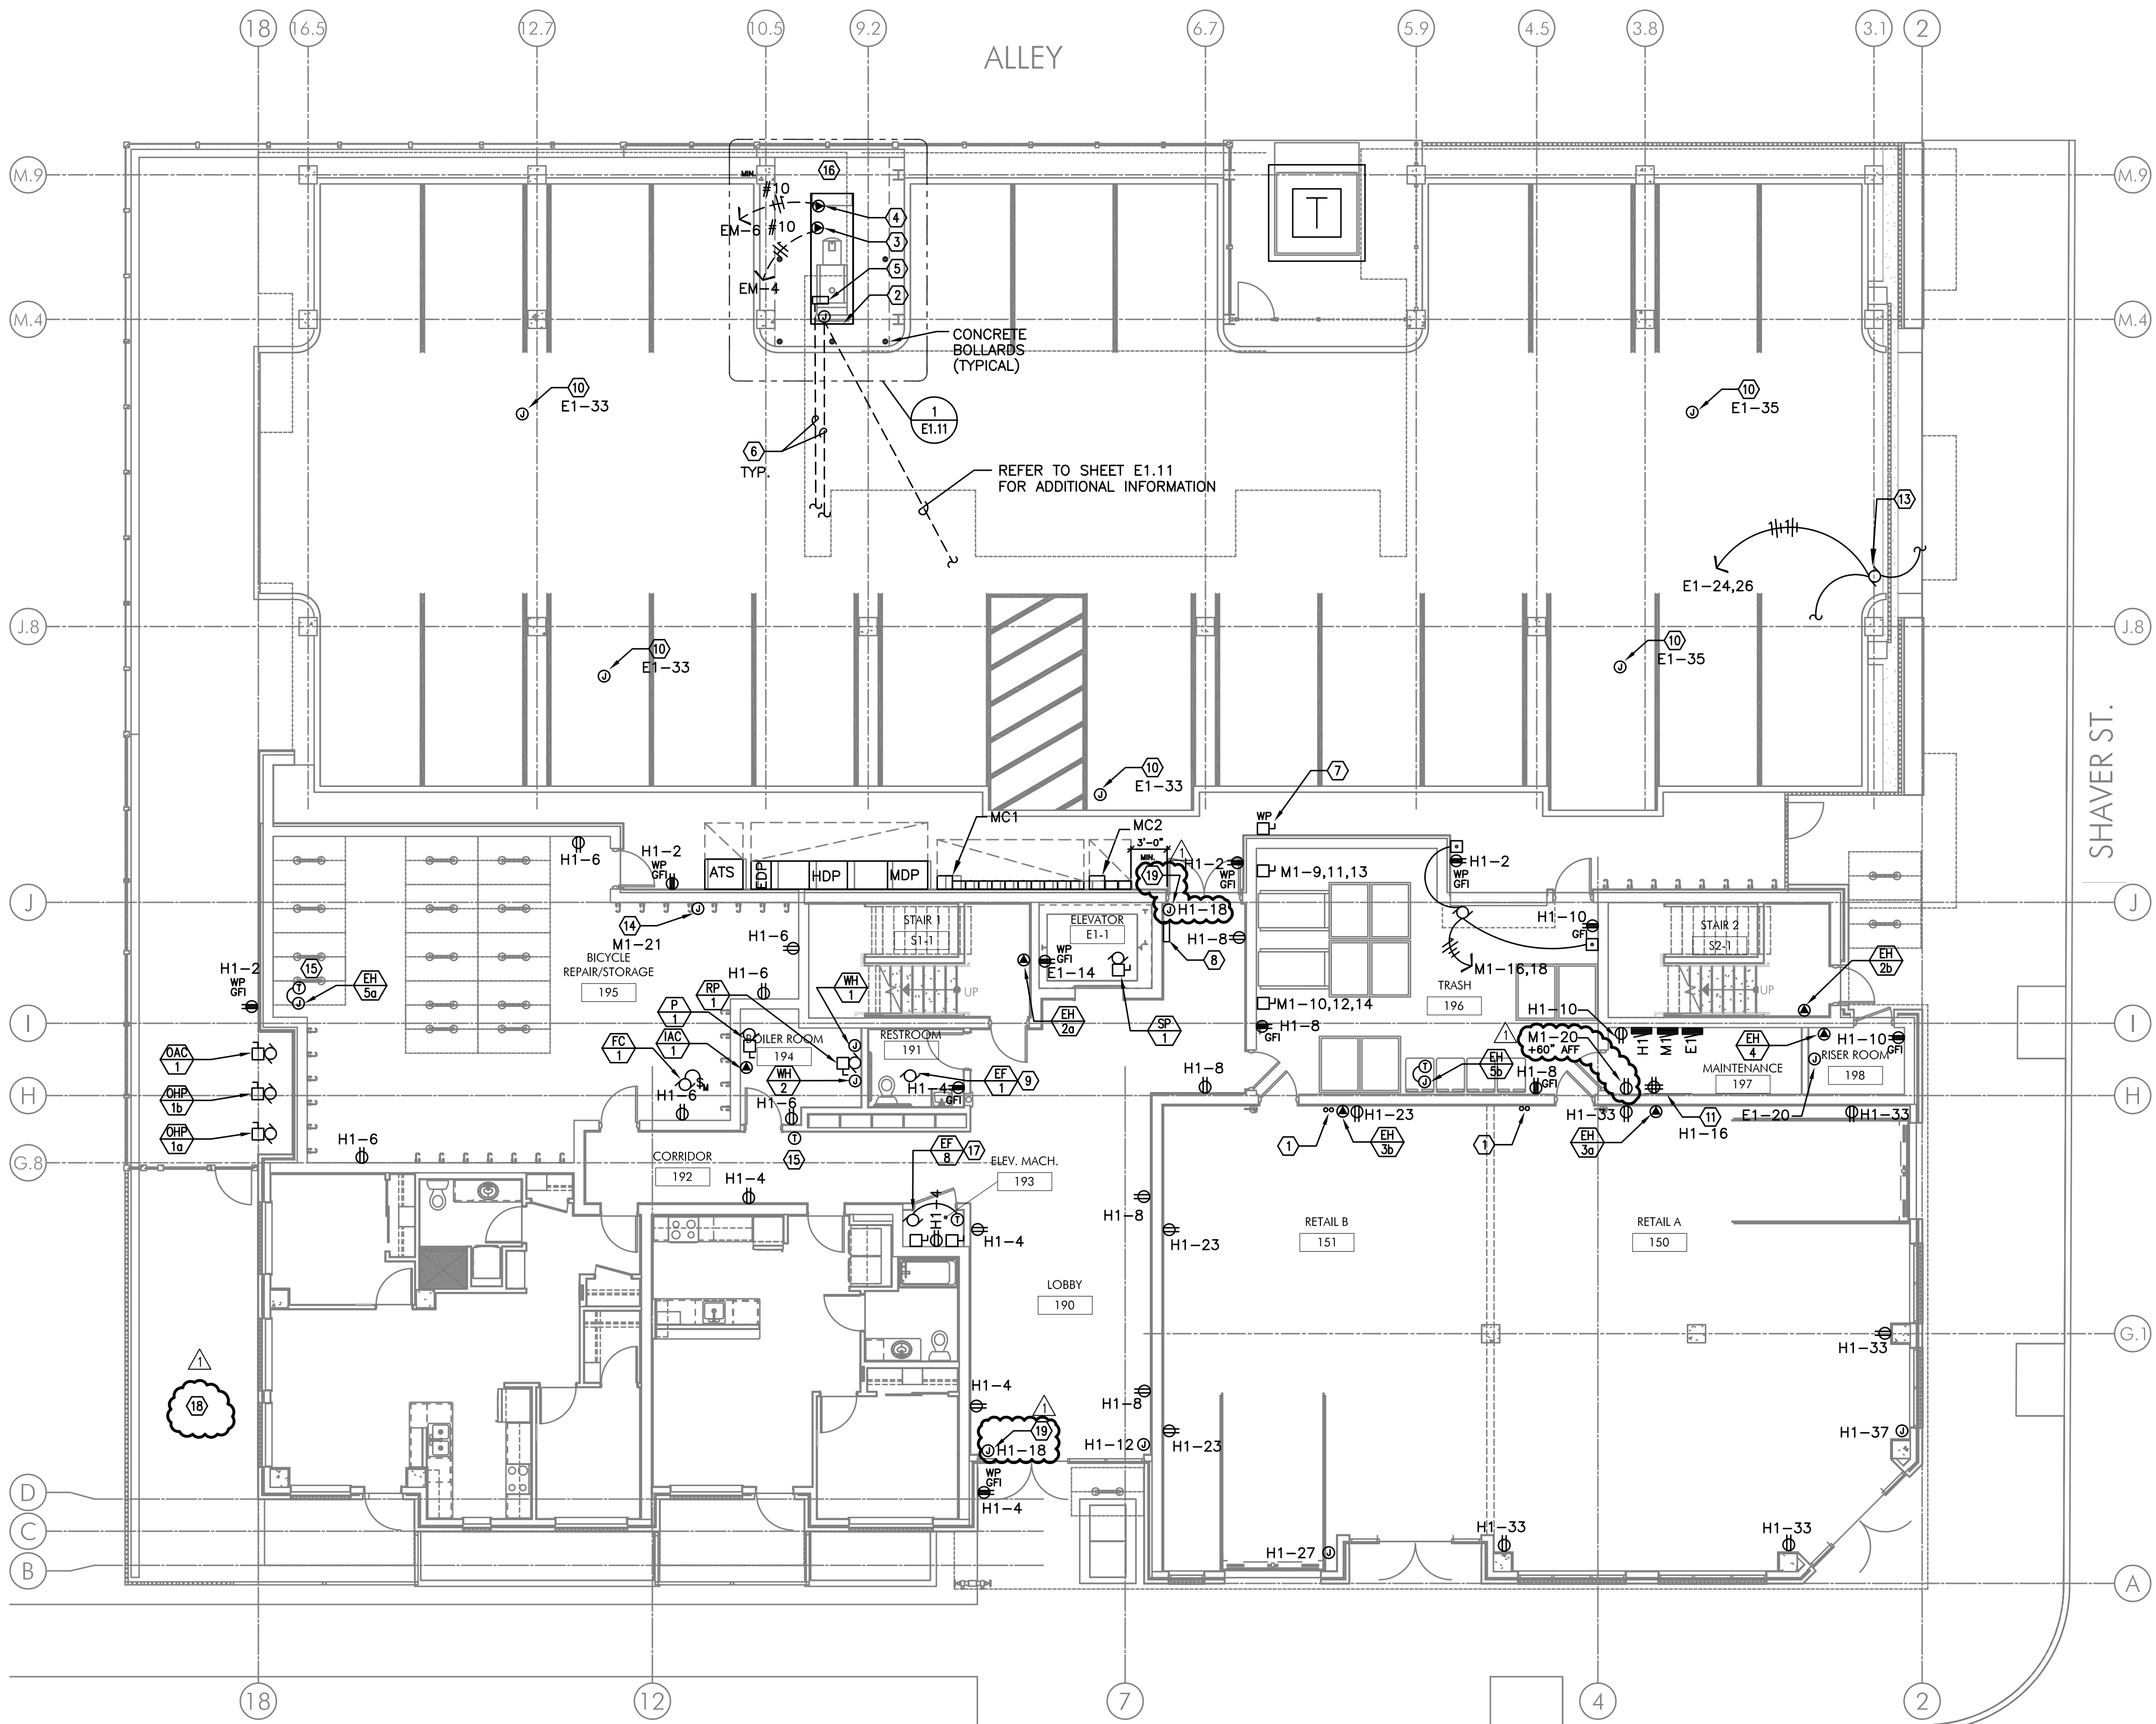 18
16.5
12.7
10.5
9.2
6.7
5.9
4.5
3.8
3.1
2
ALLEY
M.9
M.9
MIN.
16
#10
4
EM-6
#10
3
5
EM-4
2
T
M.4
M.4
CONCRETE
BOLLARDS
(TYPICAL)
10
E1-33
10
E1-35
1
E1.11
6
TYP.
REFER TO SHEET E1.11
FOR ADDITIONAL INFORMATION
13
E1-24,26
J.8
J.8
10
E1-33
10
E1-35
10
E1-33
7
WP
SHAVER ST.
MC1
MC2
3'-0"
MIN.
1
H1-6
H1-2
WP
GFI
ATS
EDP
HDP
MDP
H1-2
WP
GFI
19
M1-9,11,13
H1-2
WP
GFI
J
J
H1-18
14
M1-21
H1-6
STAIR 1
S1-1
ELEVATOR
E1-1
H1-8
8
H1-10
GFI
STAIR 2
S2-1
BICYCLE
REPAIR/STORAGE
195
WP
GFI
E1-14
M1-16,18
H1-2
WP
GFI
15
T
J
EH
5a
H1-6
RP
1
WH
1
UP
UP
EH
2b
TRASH
196
M1-10,12,14
P
1
EH
2a
SP
1
H1-8
GFI
H1-10
I
I
BOILER ROOM
194
RESTROOM
191
1
M1-20
+60" AFF
H1
M1
E1
EH
4
H1-10
GFI
RISER ROOM
198
OAC
1
FC
1
IAC
1
$M
WH
2
EF
1
9
H1-4
GFI
H1-8
T
J
EH
5b
H1-8
GFI
MAINTENANCE
197
OHP
1b
H
H
H1-6
H1-6
H1-23
H1-33
11
H1-16
E1-20
H1-33
OHP
1a
T
15
1
EH
3b
1
EH
3a
H1-6
G.8
CORRIDOR
192
EF
8
17
ELEV. MACH.
193
H1-4
H1-4
T
H1-4
H1-8
H1-23
RETAIL B
151
RETAIL A
150
LOBBY
190
G.1
H1-33
1
18
H1-4
1
19
H1-18
H1-8
H1-12
H1-23
H1-37
WP
GFI
H1-4
D
C
B
H1-27
H1-33
H1-33
A
18
12
7
4
2